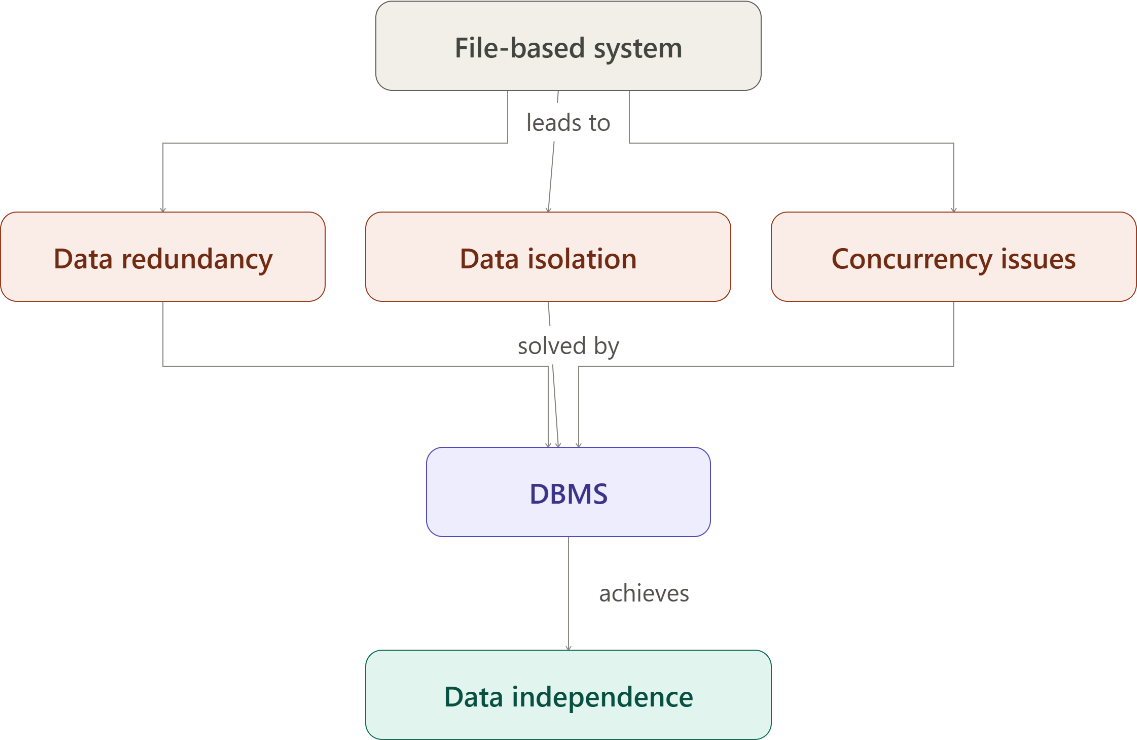 File-based system
leads to
Data redundancy
Data isolation
Concurrency issues
solved by
DBMS
achieves
Data independence